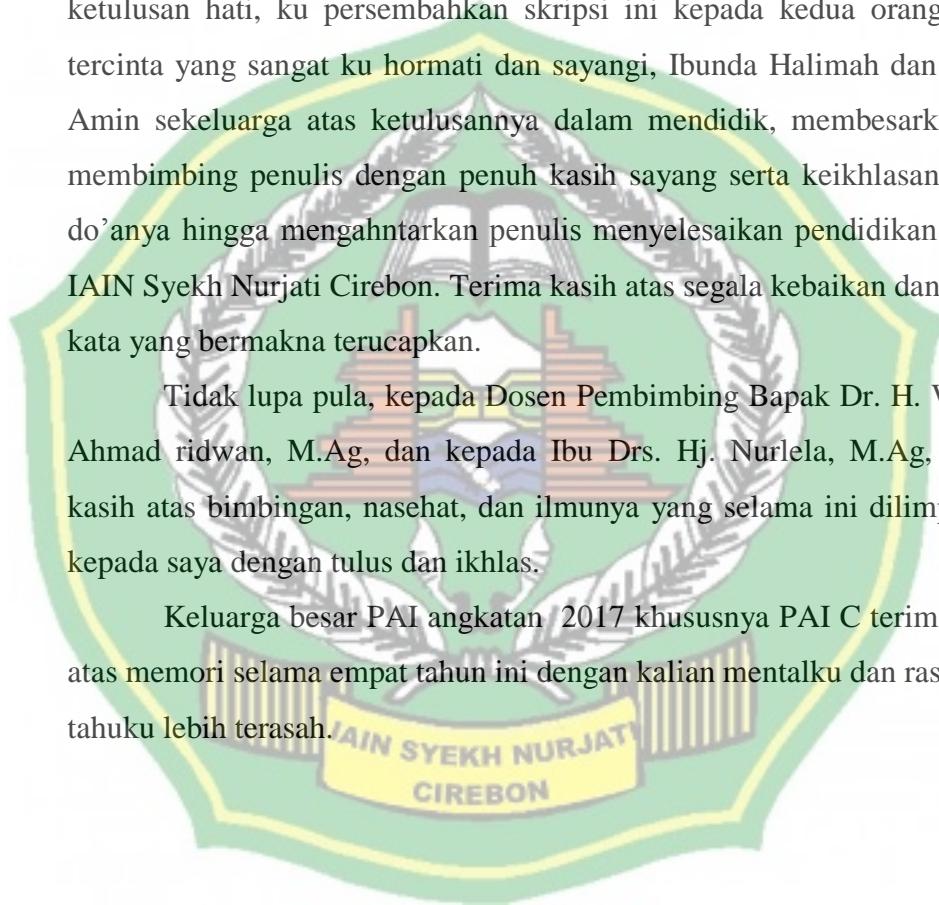 ketulusan hati, ku persembahkan skripsi ini kepada kedua orang
tercinta yang sangat ku hormati dan sayangi, Ibunda Halimah dan
Amin sekeluarga atas ketulusannya dalam mendidik, membesark
membimbing penulis dengan penuh kasih sayang serta keikhlasan
do’anya hingga mengahntarkan penulis menyelesaikan pendidikan
IAIN Syekh Nurjati Cirebon. Terima kasih atas segala kebaikan dan
kata yang bermakna terucapkan.
Tidak lupa pula, kepada Dosen Pembimbing Bapak Dr. H.
Ahmad ridwan, M.Ag, dan kepada Ibu Drs. Hj. Nurlela, M.Ag,
kasih atas bimbingan, nasehat, dan ilmunya yang selama ini dilimp
kepada saya dengan tulus dan ikhlas.
Keluarga besar PAI angkatan 2017 khususnya PAI C terim
atas memori selama empat tahun ini dengan kalian mentalku dan ras
tahuku lebih terasah.
IAIN SYEKH NURJATI
CIREBON